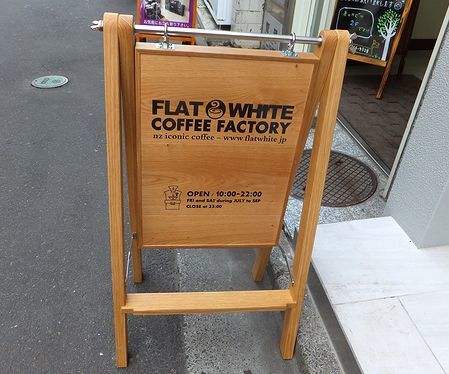 FLAT WHITE
COFFEE FACTORY
nz iconic coffee – www.flatwhite.jp
OPEN / 10:00-22:00
FRI and SAT during JULY to SEP
CLOSE at 23:00